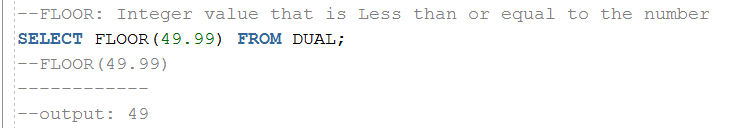 --FLOOR: Integer value that is Less than or equal to the number
SELECT FLOOR(49.99) FROM DUAL;
--FLOOR(49.99)
------------
--output: 49